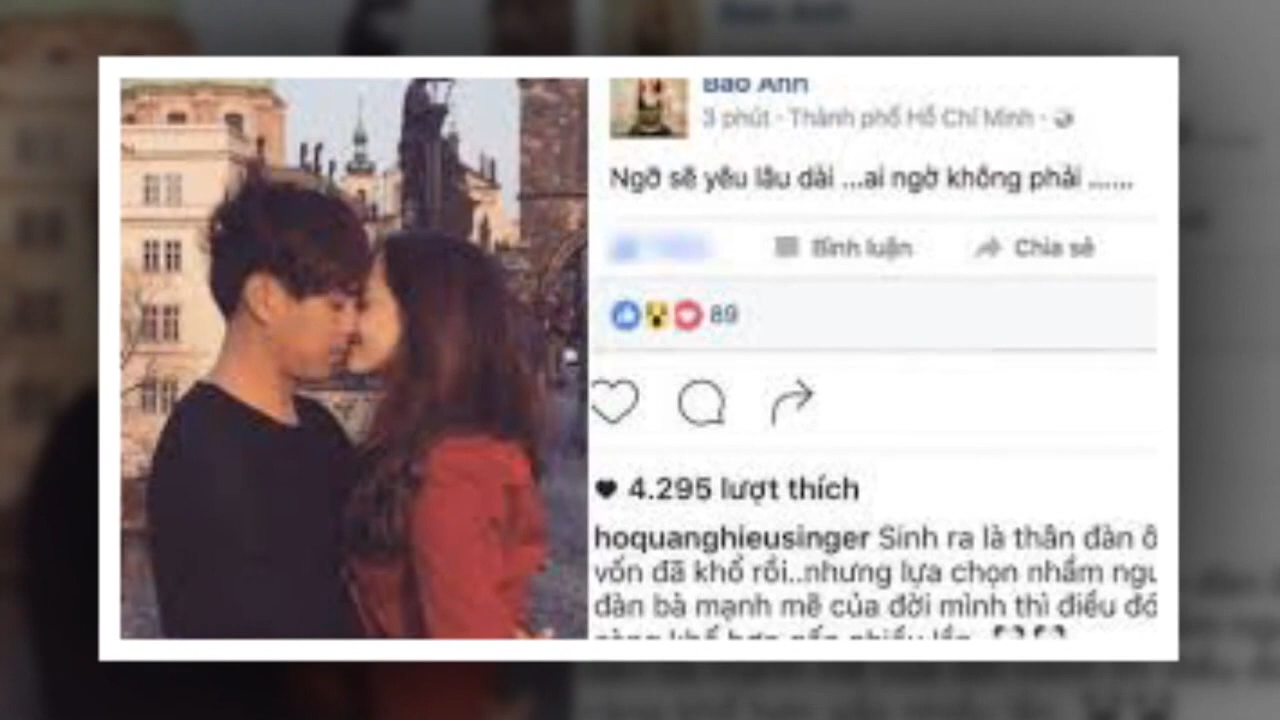 Bảo Anh
3 phút · Thành phố Hồ Chí Minh ·
Ngỡ sẽ yêu lâu dài ...ai ngờ không phải ......
Bình luận Chia sẻ
89
4.295 lượt thích
hoquanghieusinger Sinh ra là thân đàn ô
vốn đã khổ rồi..nhưng lựa chọn nhầm ngư
đàn bà mạnh mẽ của đời mình thì điều đó